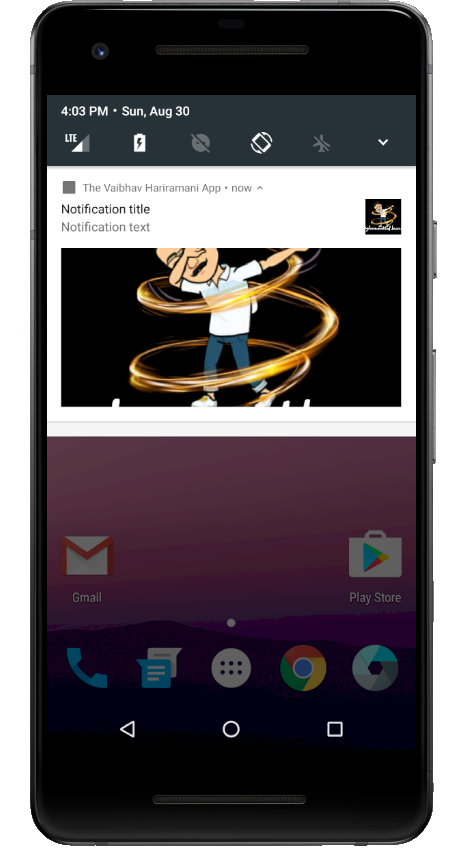 4:03 PM • Sun, Aug 30
LTE
The Vaibhav Hariramani App • now
Notification title
Notification text
Gmail
Play Store